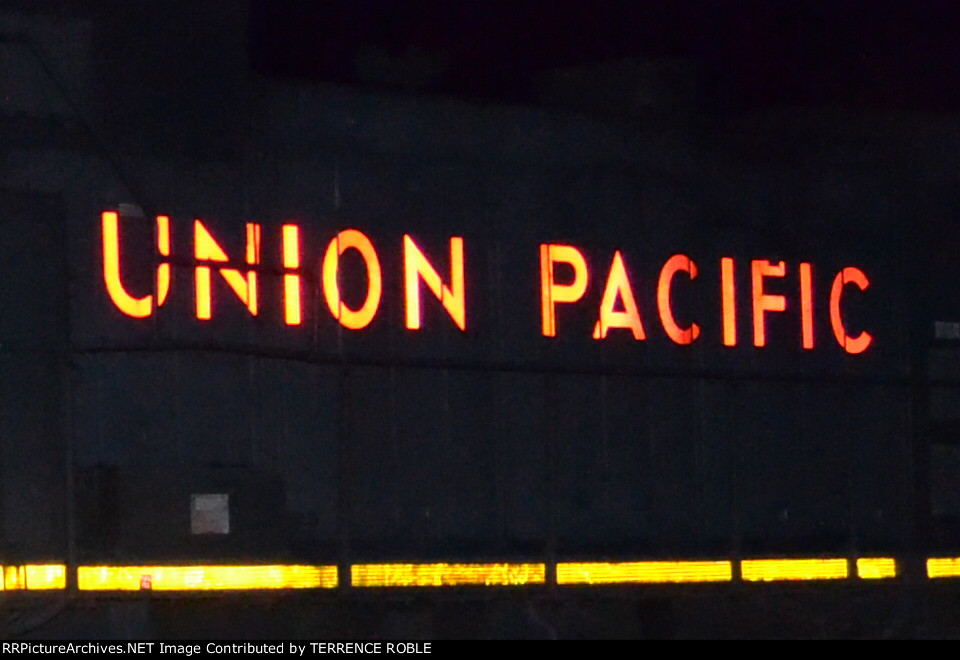 UNION PACIFIC
RRPictureArchives.NET Image Contributed by TERRENCE ROBLE